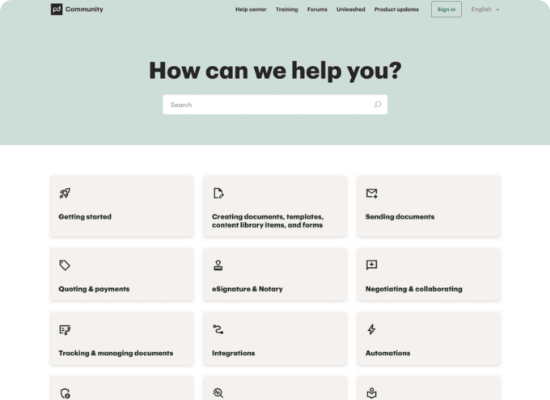 pd Community
Help center Training Forums Unleashed Product updates Sign in English
How can we help you?
Search
Getting started
Creating documents, templates,
content library items, and forms
Sending documents
Quoting & payments
eSignature & Notary
Negotiating & collaborating
Tracking & managing documents
Integrations
Automations